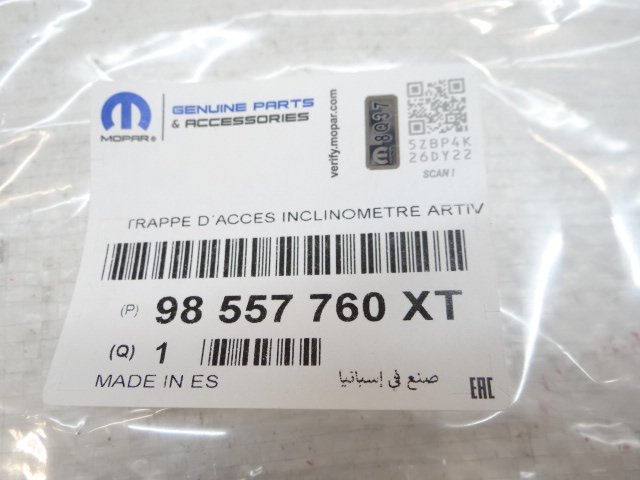 MOPAR®
GENUINE PARTS
& ACCESSORIES
verify.mopar.com
m 8Q37
5ZBP4K
26DY22
SCAN!
TRAPPE D'ACCES INCLINOMETRE ARTIV
(P) 98 557 760 XT
(Q) 1
MADE IN ES
صنع في إسبانيا
EAC